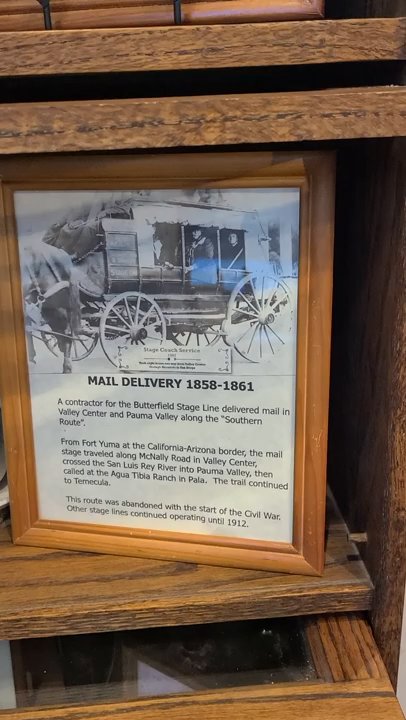 Stage Coach Service
MAIL DELIVERY 1858-1861
A contractor for the Butterfield Stage Line delivered mail in
Valley Center and Pauma Valley along the "Southern
Route".
From Fort Yuma at the California-Arizona border, the mail
stage traveled along McNally Road in Valley Center,
crossed the San Luis Rey River into Pauma Valley, then
called at the Agua Tibia Ranch in Pala. The trail continued
to Temecula.
This route was abandoned with the start of the Civil War.
Other stage lines continued operating until 1912.